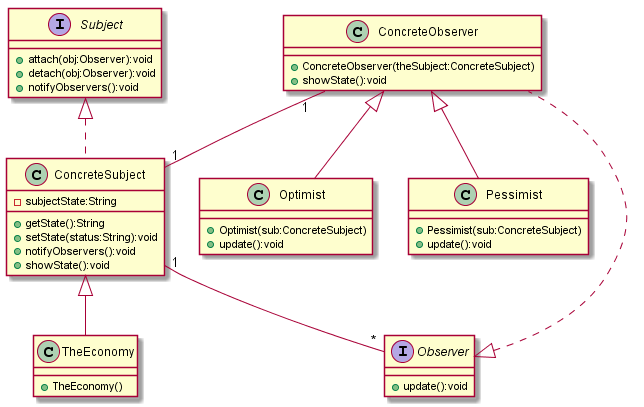 I Subject
attach(obj:Observer):void
detach(obj:Observer):void
notifyObservers():void
C ConcreteObserver
ConcreteObserver(theSubject:ConcreteSubject)
showState():void
1
1
C ConcreteSubject
subjectState:String
getState():String
setState(status:String):void
notifyObservers():void
showState():void
C Optimist
Optimist(sub:ConcreteSubject)
update():void
C Pessimist
Pessimist(sub:ConcreteSubject)
update():void
1
*
C TheEconomy
TheEconomy()
I Observer
update():void